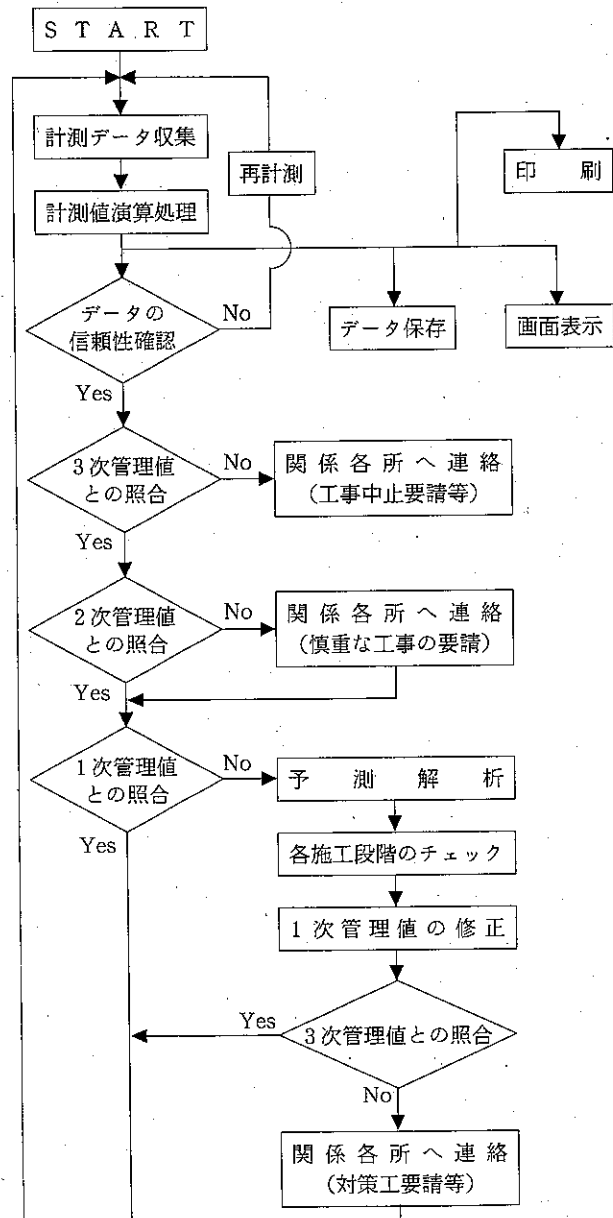 START
計測データ収集
再計測
印刷
計測値演算処理
データの
信頼性確認
No
データ保存
画面表示
Yes
3次管理値
との照合
No
関係各所へ連絡
(工事中止要請等)
Yes
2次管理値
との照合
No
関係各所へ連絡
(慎重な工事の要請)
Yes
1次管理値
との照合
No
予測解析
Yes
各施工段階のチェック
1次管理値の修正
Yes
3次管理値との照合
No
関係各所へ連絡
(対策工要請等)